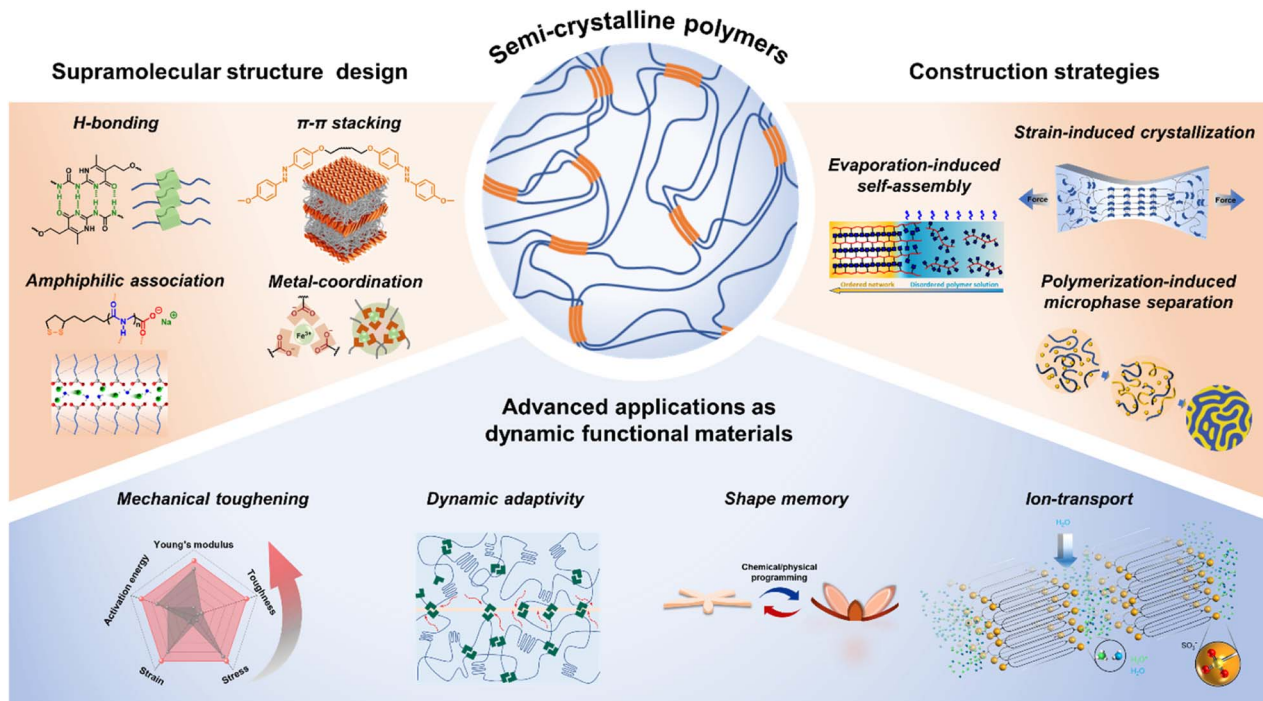 Semi-crystalline polymers
Supramolecular structure design
H-bonding
π-π stacking
Amphiphilic association
Metal-coordination
Fe³⁺
Na
Construction strategies
Strain-induced crystallization
Force
Force
Evaporation-induced
self-assembly
Ordered network
Disordered polymer solution
Polymerization-induced
microphase separation
Advanced applications as
dynamic functional materials
Mechanical toughening
Young's modulus
Activation energy
Toughness
Strain
Stress
Dynamic adaptivity
Shape memory
Chemical/physical
programming
Ion-transport
H₂O
SO₃⁻
H₃O⁺
H₂O